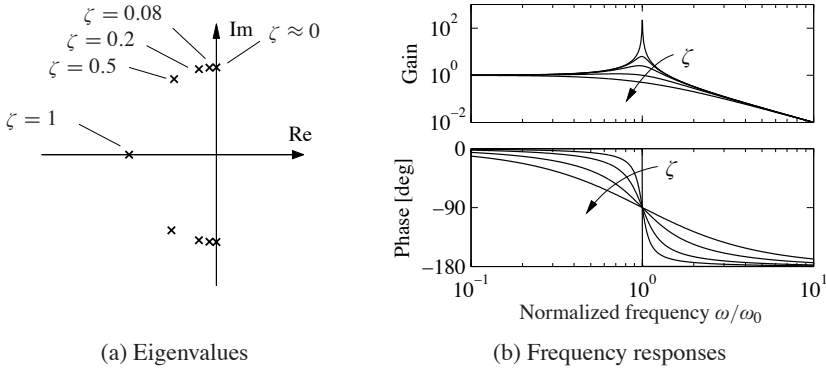 ζ = 0.08
Im
ζ ≈ 0
ζ = 0.2
ζ = 0.5
ζ = 1
Re
(a) Eigenvalues
10^2
10^0
10^−2
Gain
ζ
0
−90
−180
Phase [deg]
ζ
10^−1
10^0
10^1
Normalized frequency ω/ω_0
(b) Frequency responses